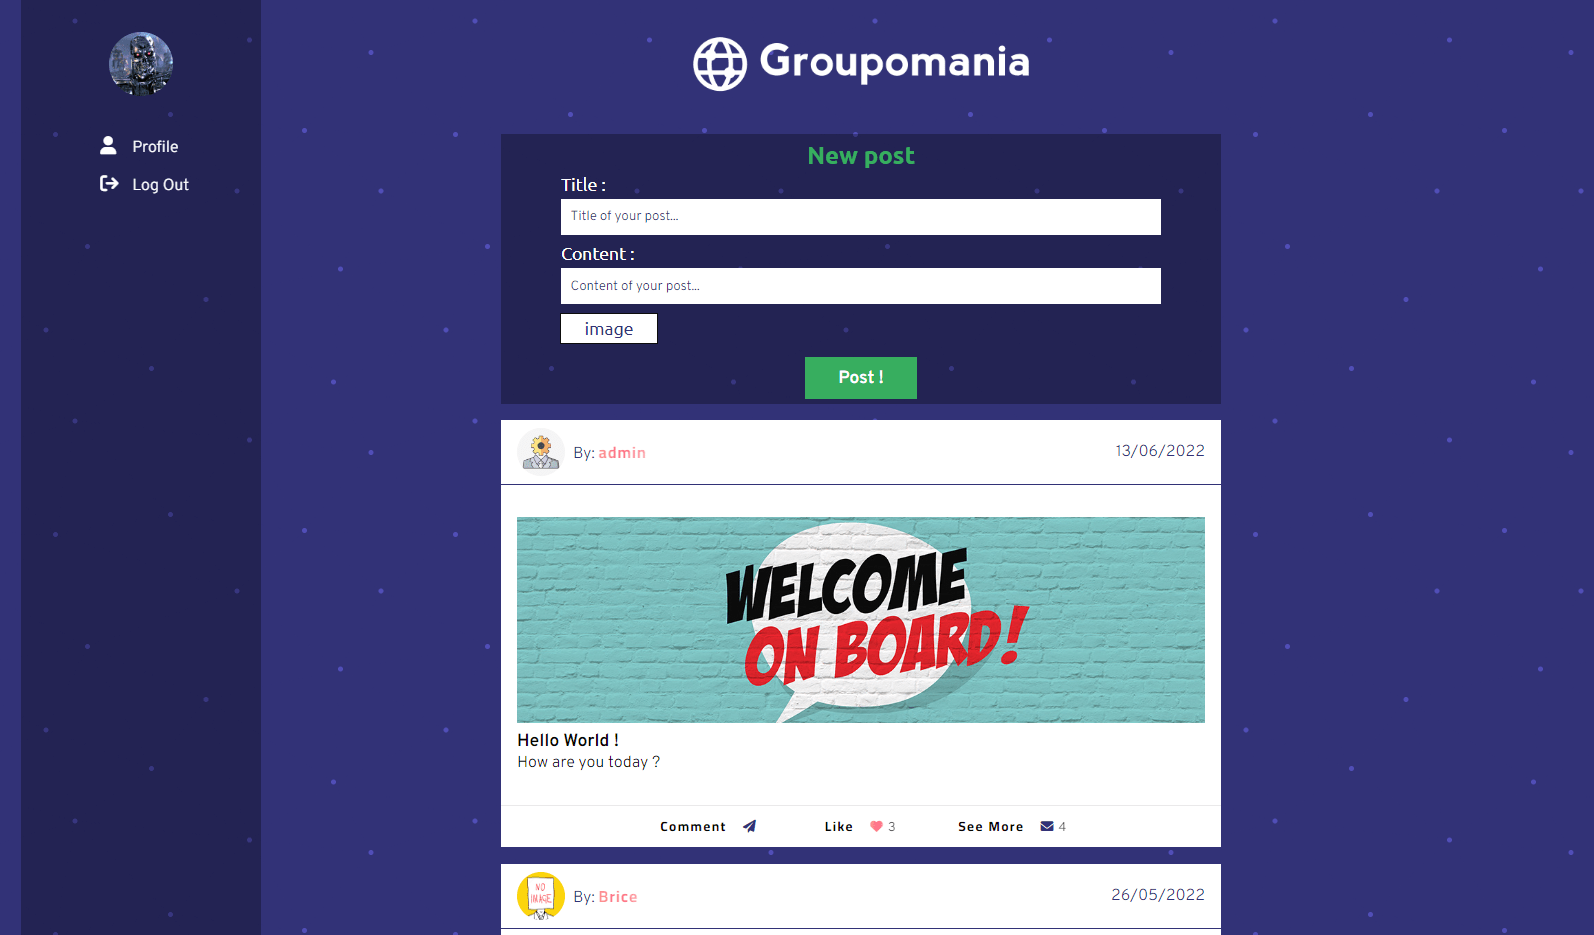 Groupomania
Profile
Log Out
New post
Title :
Title of your post...
Content :
Content of your post...
image
Post !
By: admin
13/06/2022
WELCOME
ON BOARD!
Hello World !
How are you today ?
Comment Like 3 See More 4
NO
IMAGE
By: Brice
26/05/2022